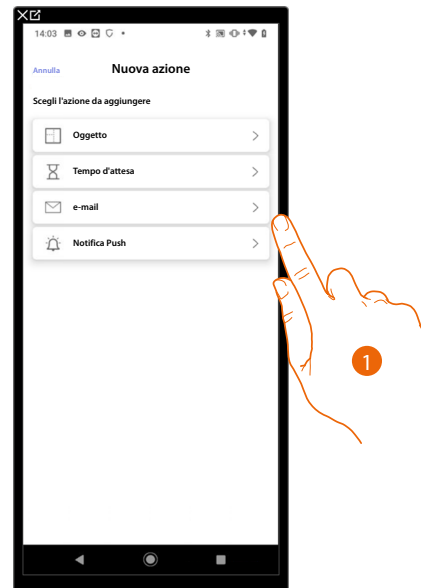 14:03
Annulla
Nuova azione
Scegli l'azione da aggiungere
Oggetto
Tempo d'attesa
e-mail
Notifica Push
1